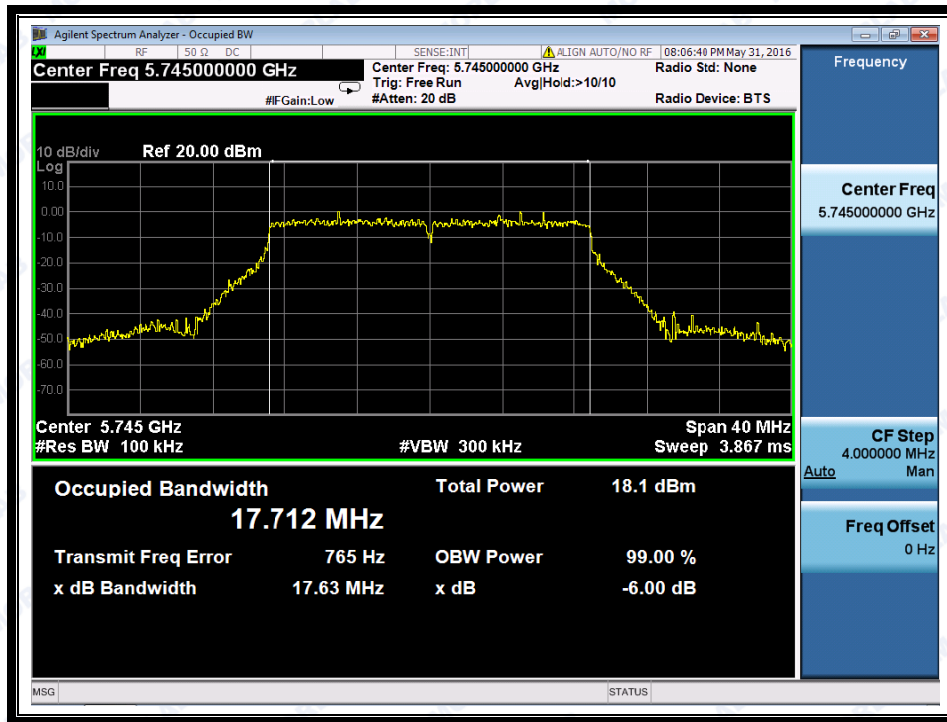 Agilent Spectrum Analyzer - Occupied BW
LXI RF 50 Ω DC SENSE:INT ALIGN AUTO/NO RF 08:06:40 PM May 31, 2016
Center Freq 5.745000000 GHz
Center Freq: 5.745000000 GHz
Radio Std: None
Trig: Free Run Avg|Hold:>10/10
#IFGain:Low
#Atten: 20 dB
Radio Device: BTS
10 dB/div Ref 20.00 dBm
Log
10.0
0.00
-10.0
-20.0
-30.0
-40.0
-50.0
-60.0
-70.0
Center 5.745 GHz Span 40 MHz
#Res BW 100 kHz #VBW 300 kHz Sweep 3.867 ms
Occupied Bandwidth Total Power 18.1 dBm
17.712 MHz
Transmit Freq Error 765 Hz OBW Power 99.00 %
x dB Bandwidth 17.63 MHz x dB -6.00 dB
MSG STATUS
Frequency
Center Freq
5.745000000 GHz
CF Step
4.000000 MHz
Auto Man
Freq Offset
0 Hz